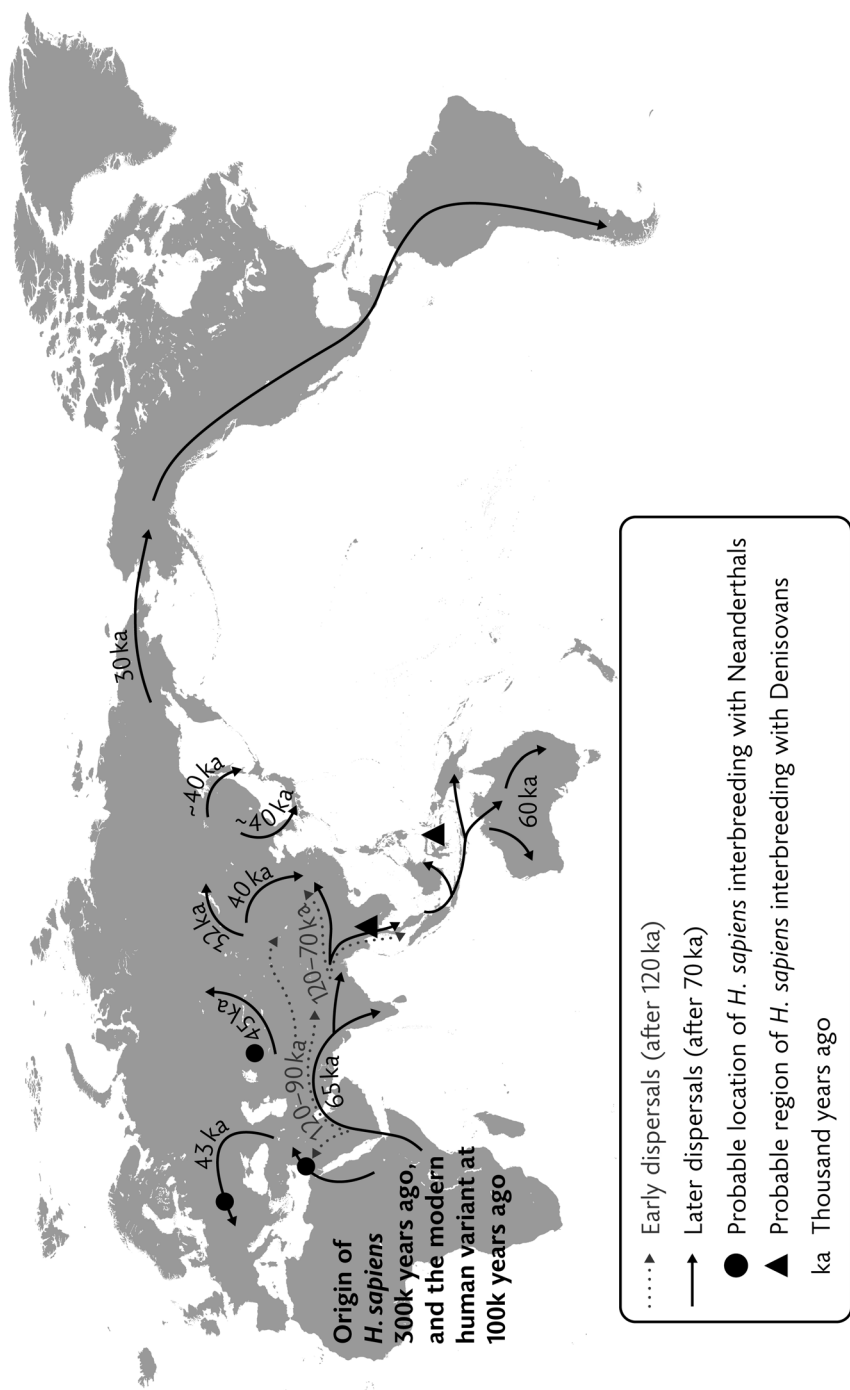 30 ka
~40 ka
~40 ka
40 ka
32 ka
45 ka
43 ka
120–70 ka
120–90 ka
65 ka
60 ka
Origin of
H. sapiens
300k years ago,
and the modern
human variant at
100k years ago
Early dispersals (after 120 ka)
Later dispersals (after 70 ka)
Probable location of H. sapiens interbreeding with Neanderthals
Probable region of H. sapiens interbreeding with Denisovans
ka Thousand years ago